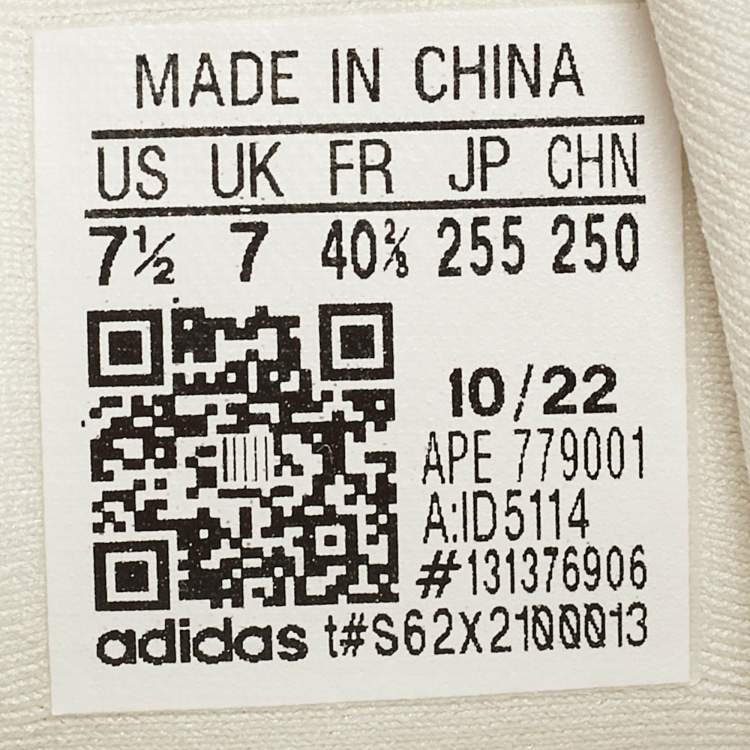 MADE IN CHINA
US UK FR JP CHN
7½ 7 40⅔ 255 250
10/22
APE 779001
A:ID5114
#131376906
adidas t#S62X2100013